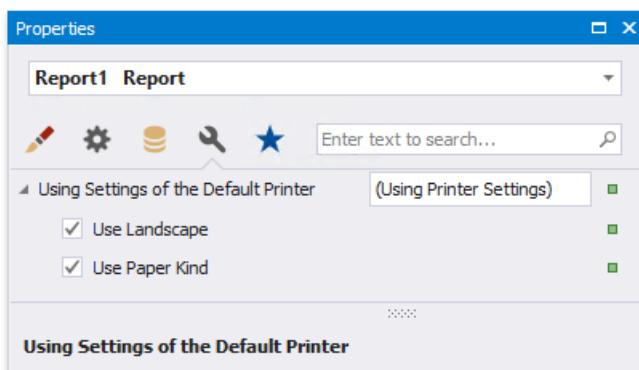 Properties
Report1 Report
Enter text to search...
Using Settings of the Default Printer (Using Printer Settings)
Use Landscape
Use Paper Kind
Using Settings of the Default Printer